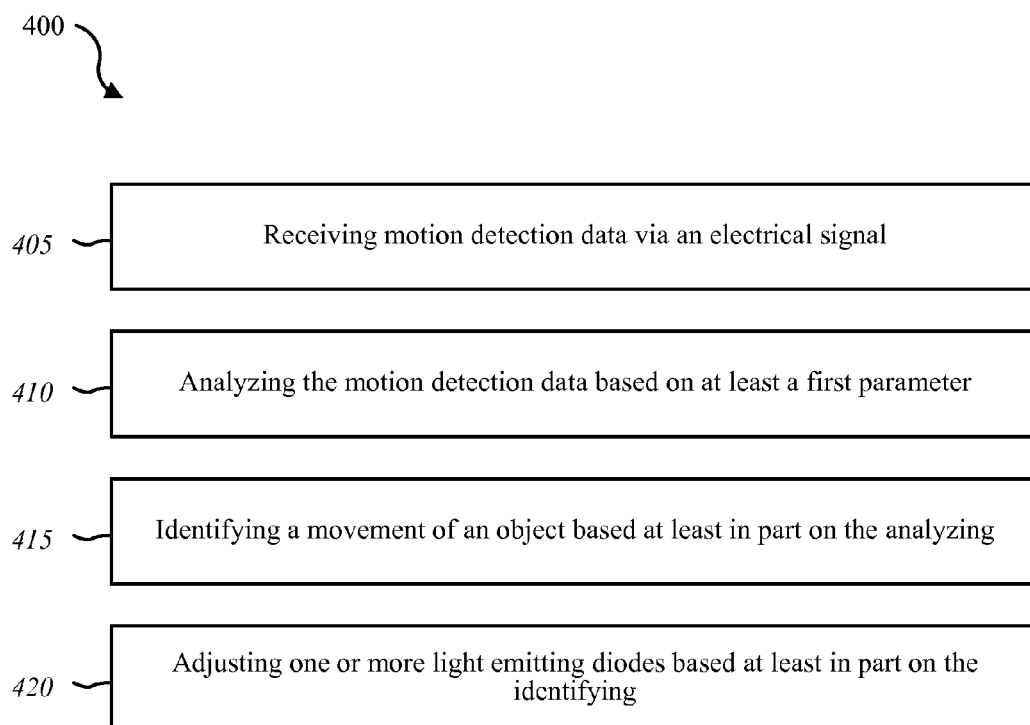 400
405
Receiving motion detection data via an electrical signal
410
Analyzing the motion detection data based on at least a first parameter
415
Identifying a movement of an object based at least in part on the analyzing
420
Adjusting one or more light emitting diodes based at least in part on the
identifying